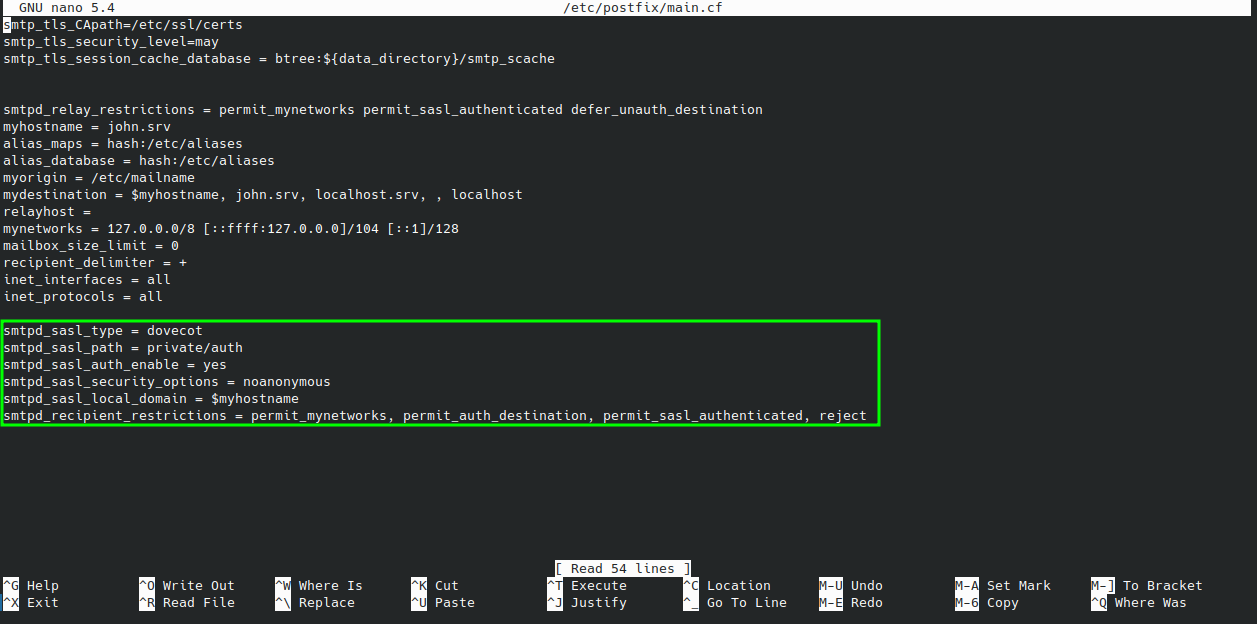 GNU nano 5.4 /etc/postfix/main.cf
smtp_tls_CApath=/etc/ssl/certs
smtp_tls_security_level=may
smtp_tls_session_cache_database = btree:${data_directory}/smtp_scache
smtpd_relay_restrictions = permit_mynetworks permit_sasl_authenticated defer_unauth_destination
myhostname = john.srv
alias_maps = hash:/etc/aliases
alias_database = hash:/etc/aliases
myorigin = /etc/mailname
mydestination = $myhostname, john.srv, localhost.srv, , localhost
relayhost =
mynetworks = 127.0.0.0/8 [::ffff:127.0.0.0]/104 [::1]/128
mailbox_size_limit = 0
recipient_delimiter = +
inet_interfaces = all
inet_protocols = all
smtpd_sasl_type = dovecot
smtpd_sasl_path = private/auth
smtpd_sasl_auth_enable = yes
smtpd_sasl_security_options = noanonymous
smtpd_sasl_local_domain = $myhostname
smtpd_recipient_restrictions = permit_mynetworks, permit_auth_destination, permit_sasl_authenticated, reject
[ Read 54 lines ]
^G Help ^O Write Out ^W Where Is ^K Cut ^T Execute ^C Location M-U Undo M-A Set Mark M-] To Bracket
^X Exit ^R Read File ^\ Replace ^U Paste ^J Justify ^_ Go To Line M-E Redo M-6 Copy ^Q Where Was